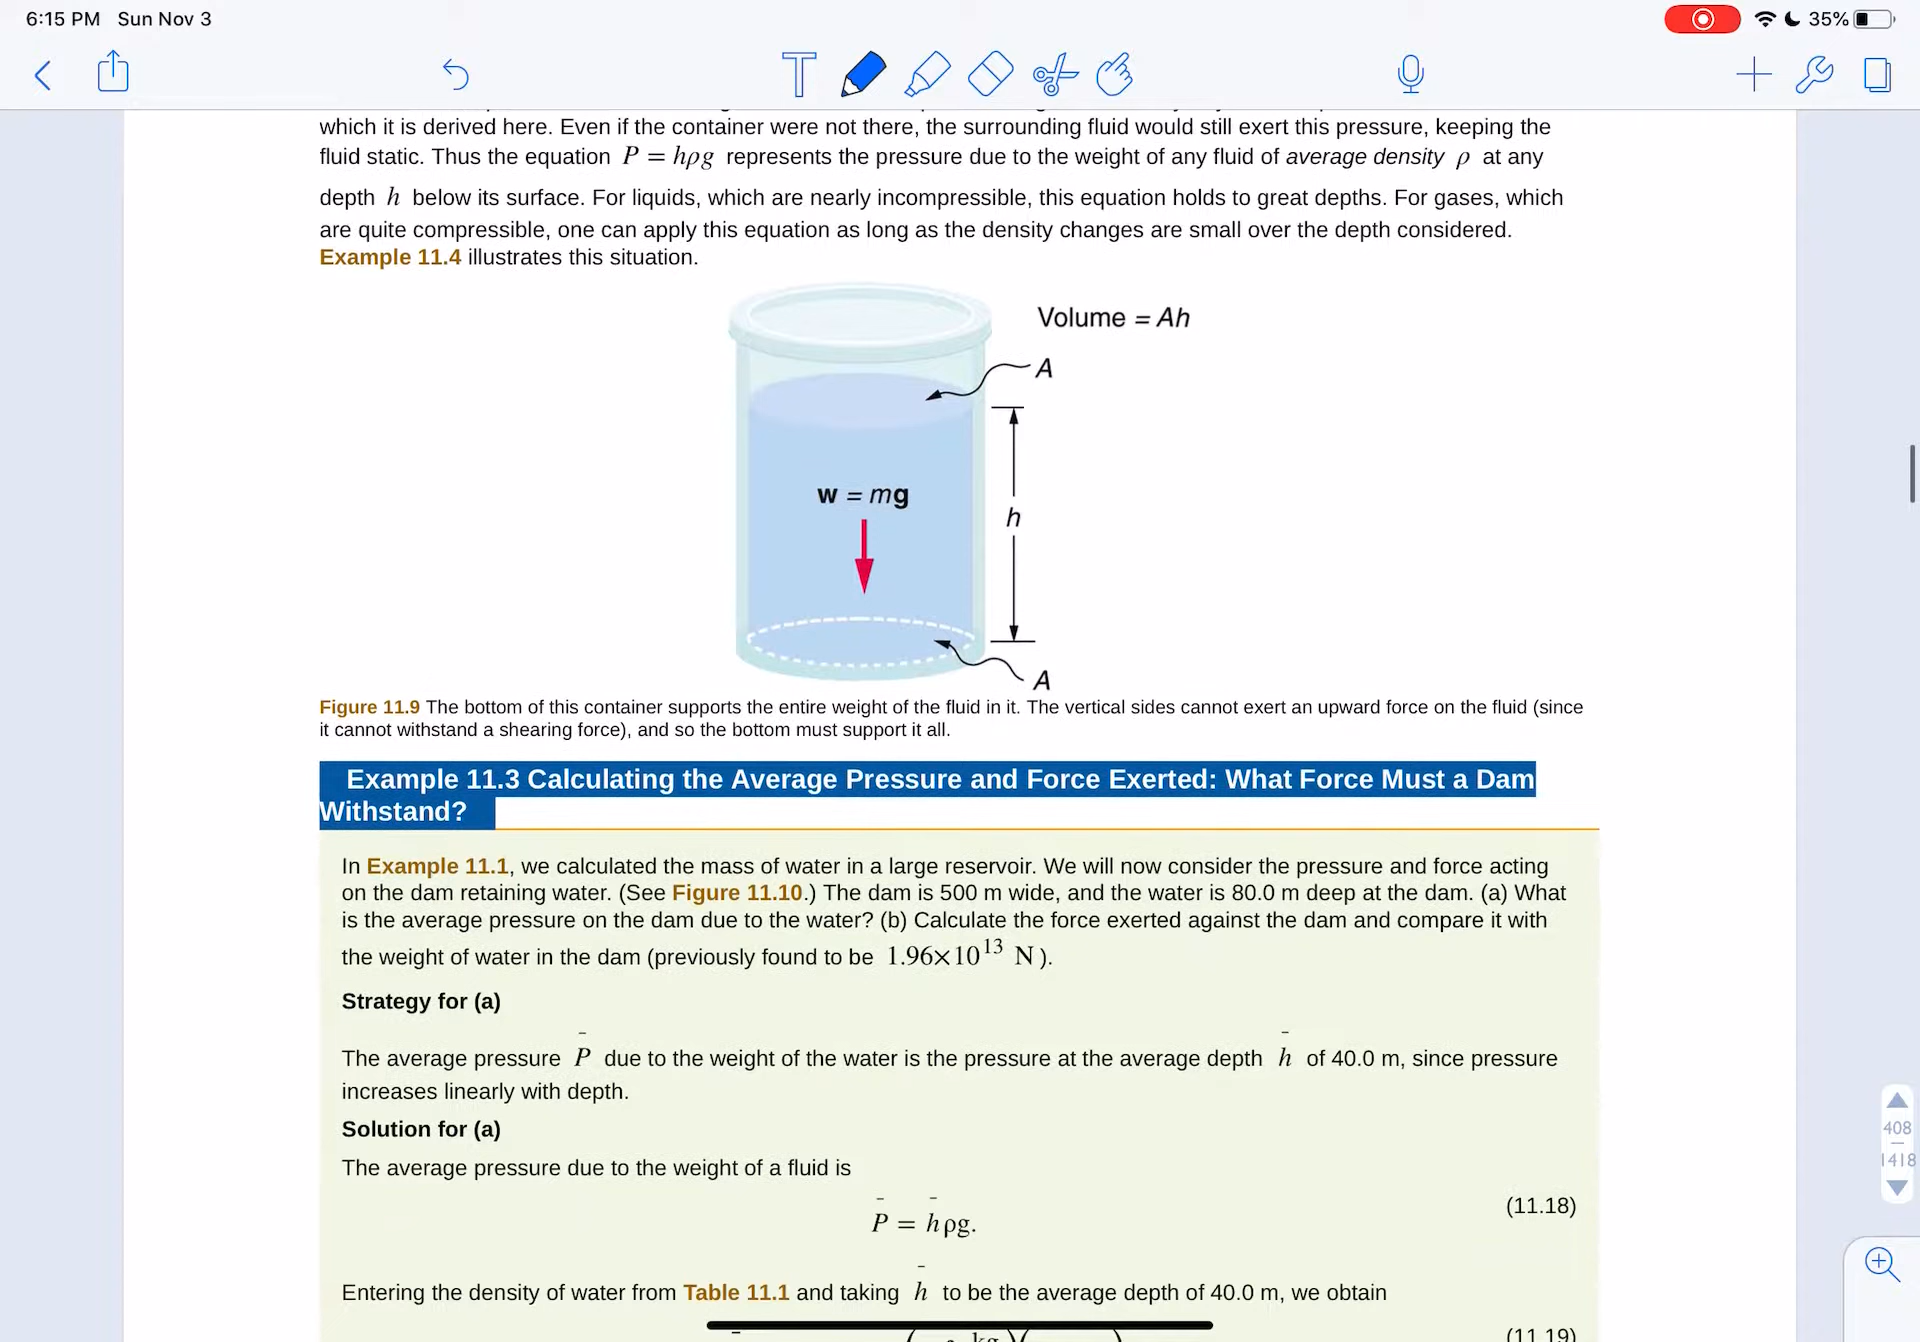 6:15 PM Sun Nov 3
35%
T
which it is derived here. Even if the container were not there, the surrounding fluid would still exert this pressure, keeping the
fluid static. Thus the equation P = hρg represents the pressure due to the weight of any fluid of average density ρ at any
depth h below its surface. For liquids, which are nearly incompressible, this equation holds to great depths. For gases, which
are quite compressible, one can apply this equation as long as the density changes are small over the depth considered.
Example 11.4 illustrates this situation.
Volume = Ah
A
w = mg
h
A
Figure 11.9 The bottom of this container supports the entire weight of the fluid in it. The vertical sides cannot exert an upward force on the fluid (since
it cannot withstand a shearing force), and so the bottom must support it all.
Example 11.3 Calculating the Average Pressure and Force Exerted: What Force Must a Dam
Withstand?
In Example 11.1, we calculated the mass of water in a large reservoir. We will now consider the pressure and force acting
on the dam retaining water. (See Figure 11.10.) The dam is 500 m wide, and the water is 80.0 m deep at the dam. (a) What
is the average pressure on the dam due to the water? (b) Calculate the force exerted against the dam and compare it with
the weight of water in the dam (previously found to be 1.96×10¹³ N).
Strategy for (a)
The average pressure P̄ due to the weight of the water is the pressure at the average depth h̄ of 40.0 m, since pressure
increases linearly with depth.
Solution for (a)
The average pressure due to the weight of a fluid is
P̄ = h̄ρg. (11.18)
Entering the density of water from Table 11.1 and taking h̄ to be the average depth of 40.0 m, we obtain
kg (11.19)
408
1418